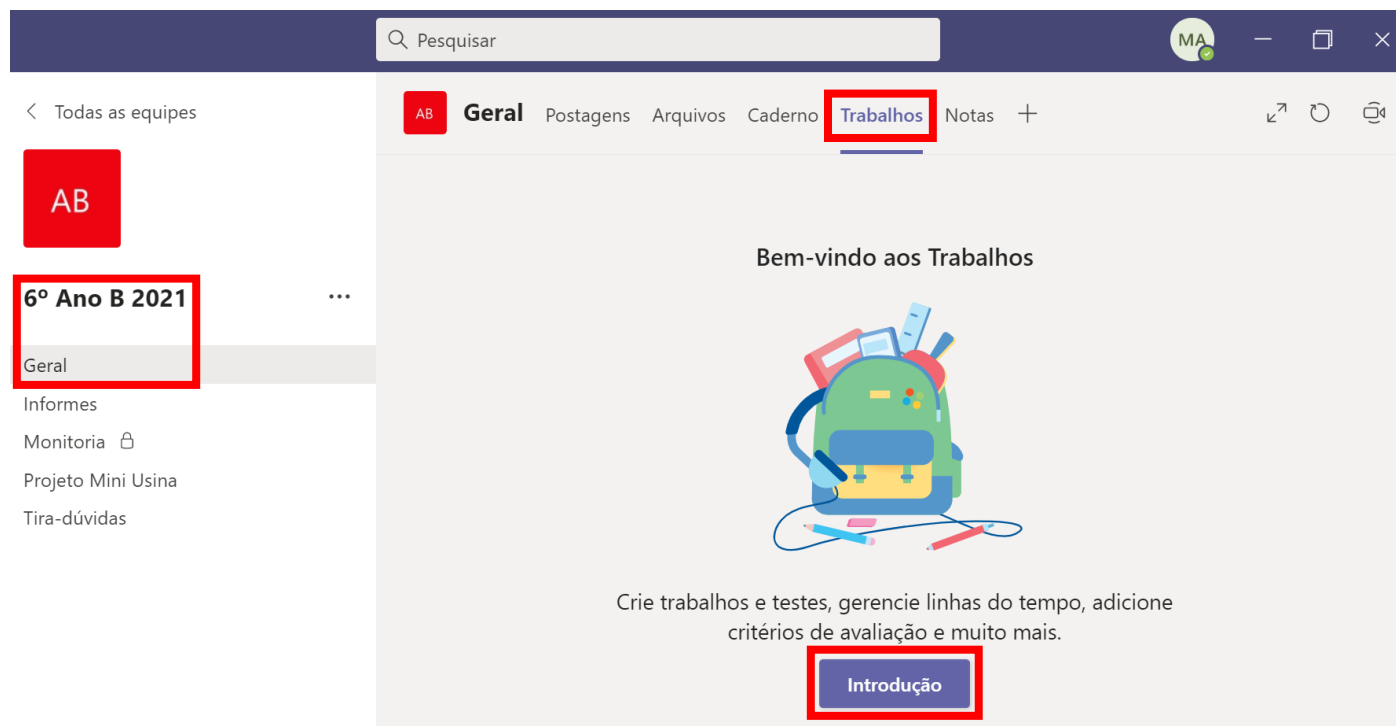 Pesquisar
MA
Todas as equipes
AB
6º Ano B 2021
...
Geral
Informes
Monitoria
Projeto Mini Usina
Tira-dúvidas
AB
Geral Postagens Arquivos Caderno Trabalhos Notas +
Bem-vindo aos Trabalhos
Crie trabalhos e testes, gerencie linhas do tempo, adicione
critérios de avaliação e muito mais.
Introdução